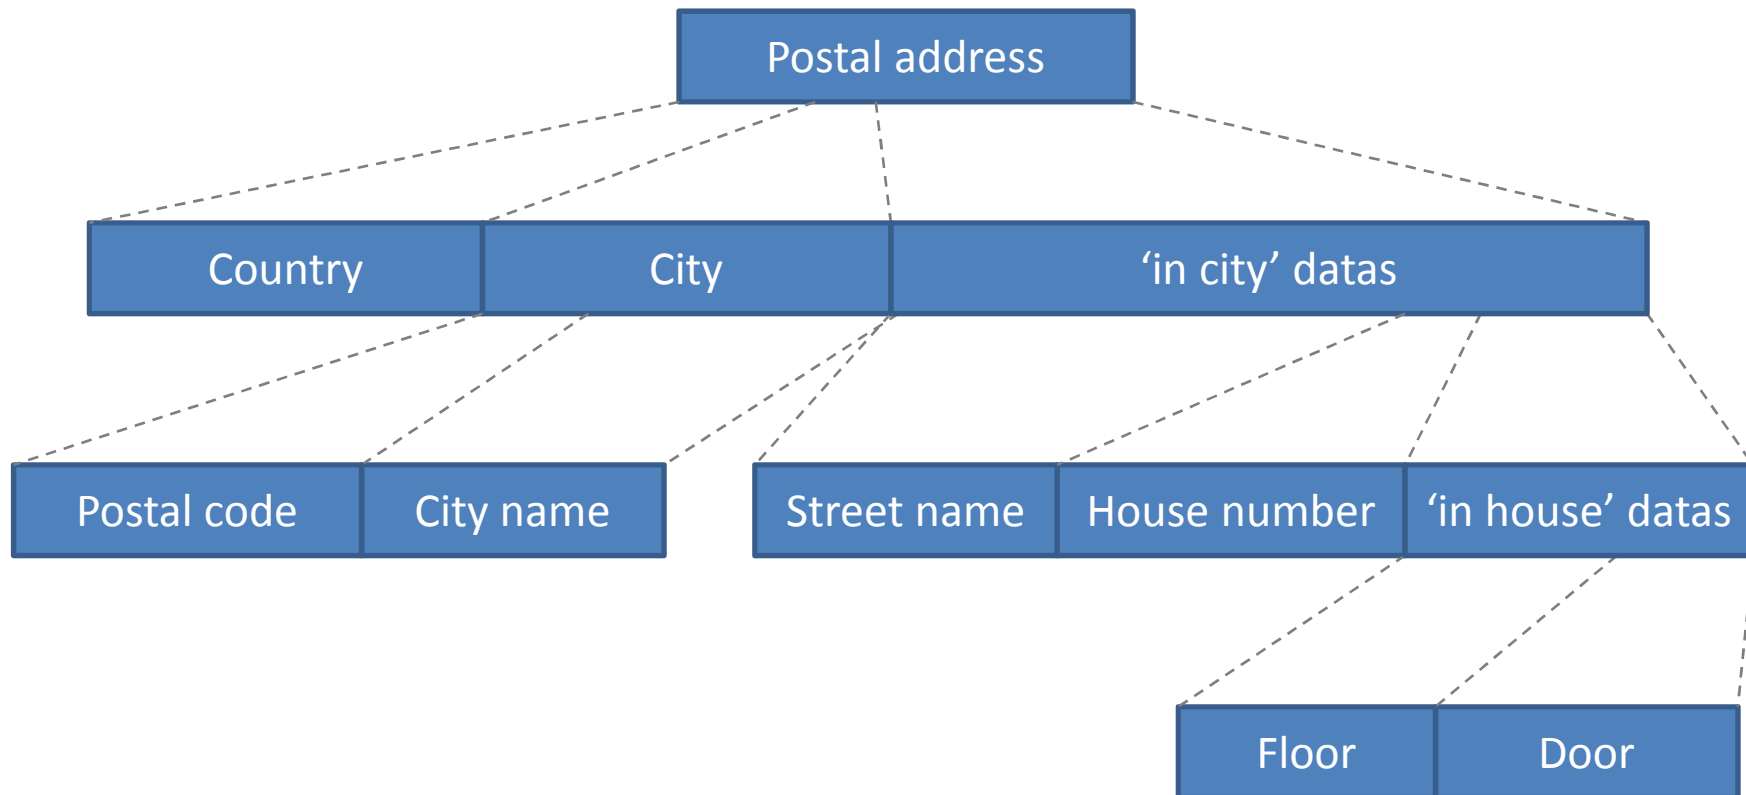 Postal address
Country
City
‘in city’ datas
Postal code
City name
Street name
House number
‘in house’ datas
Floor
Door